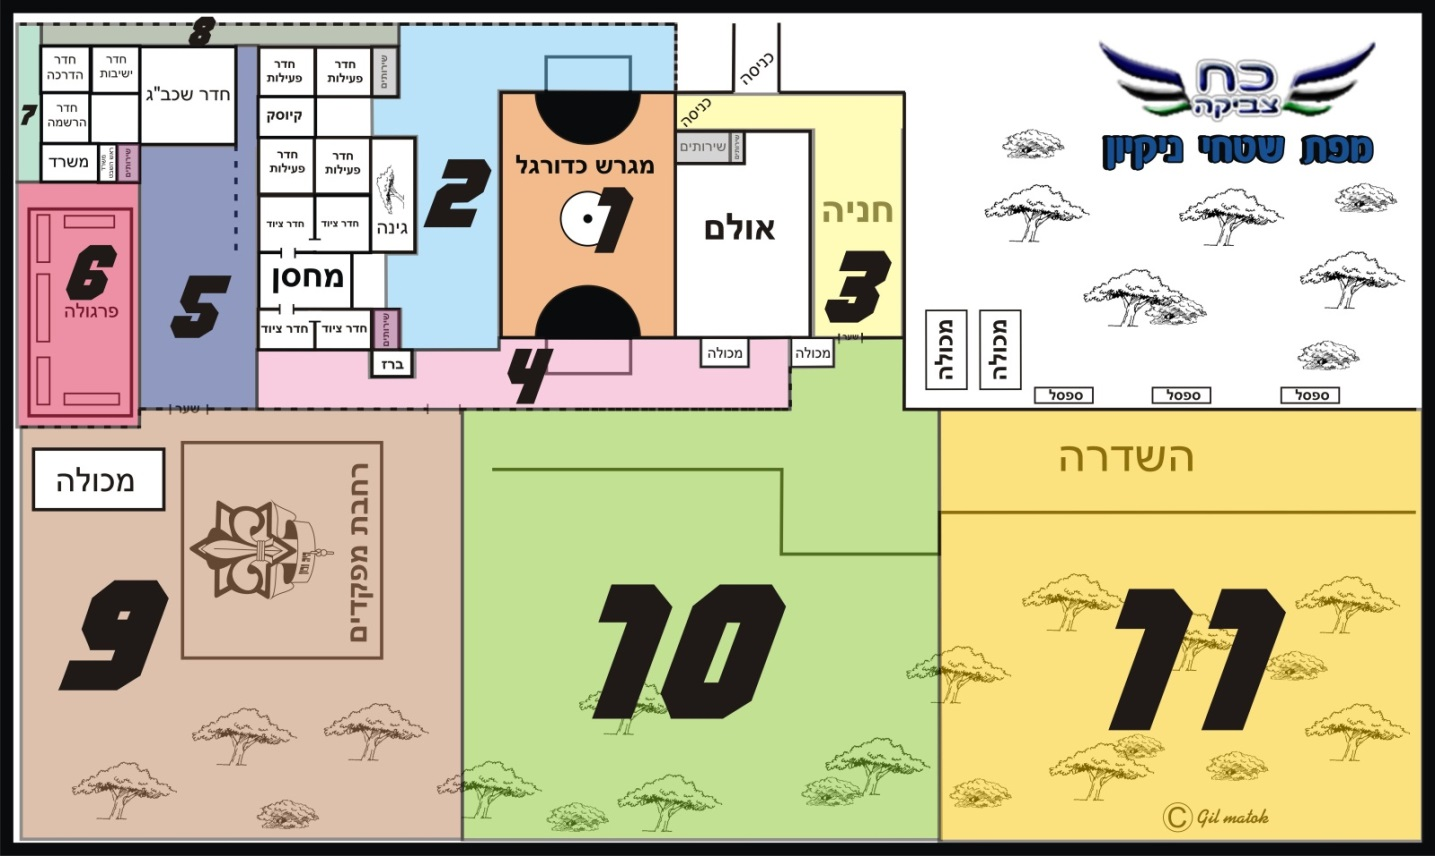 כח
צביקה
מפת שטחי ניקיון
8
7
חדר
הדרכה
חדר
ישיבות
חדר שכב"ג
חדר
הרשמה
משרד
שירותים
6
פרגולה
5
שער
חדר
פעילות
חדר
פעילות
שירותים
קיוסק
חדר
פעילות
חדר
פעילות
גינה
חדר ציוד
חדר ציוד
מחסן
חדר ציוד
חדר ציוד
שירותים
ברז
2
מגרש כדורגל
1
4
כניסה
כניסה
שירותים
שירותים
אולם
חניה
3
שער
מכולה
מכולה
מכולה
מכולה
ספסל
ספסל
ספסל
מכולה
רחבת מפקדים
9
10
השדרה
11
© Gil matok